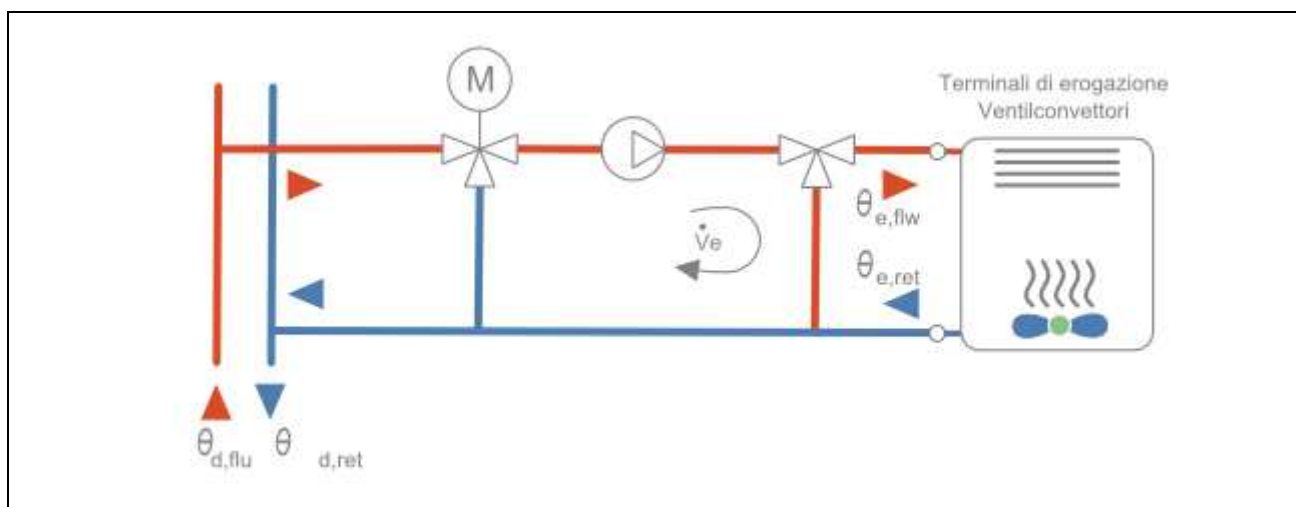 M
Terminali di erogazione
Ventilconvettori
θe,flw
V̇e
θe,ret
θd,flu θ d,ret